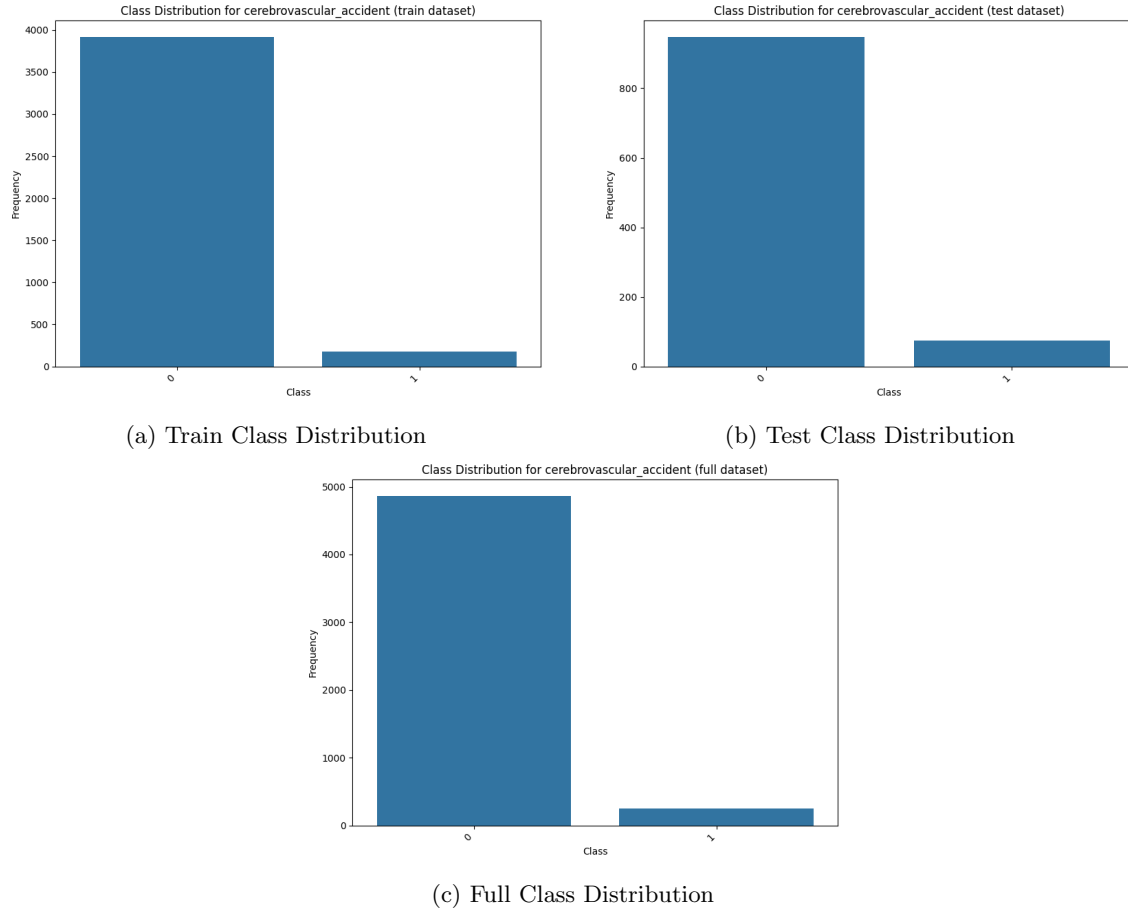 Class Distribution for cerebrovascular_accident (train dataset)
4000
3500
3000
2500
2000
1500
1000
500
0
Frequency
0
1
Class
(a) Train Class Distribution
Class Distribution for cerebrovascular_accident (test dataset)
800
600
400
200
0
Frequency
0
1
Class
(b) Test Class Distribution
Class Distribution for cerebrovascular_accident (full dataset)
5000
4000
3000
2000
1000
0
Frequency
0
1
Class
(c) Full Class Distribution